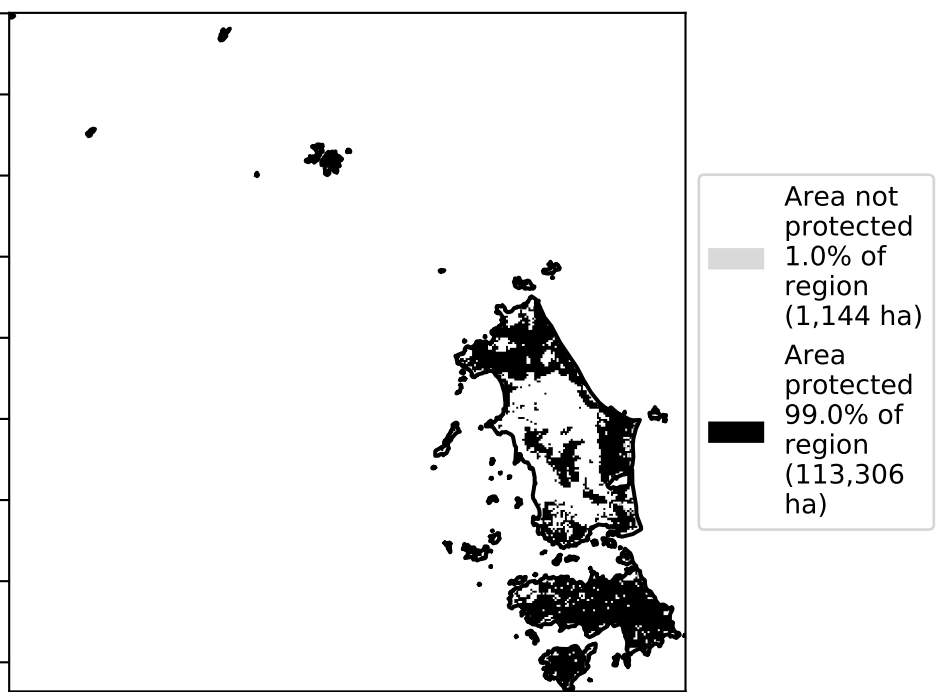 Area not
protected
1.0% of
region
(1,144 ha)
Area
protected
99.0% of
region
(113,306
ha)